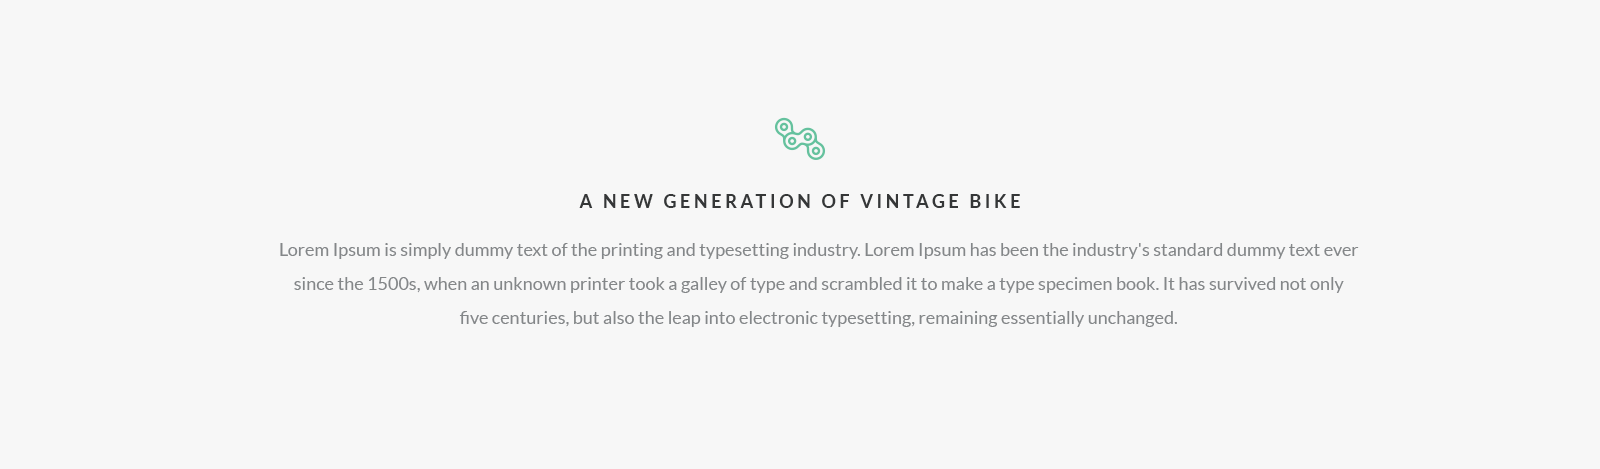 A NEW GENERATION OF VINTAGE BIKE
Lorem Ipsum is simply dummy text of the printing and typesetting industry. Lorem Ipsum has been the industry's standard dummy text ever
since the 1500s, when an unknown printer took a galley of type and scrambled it to make a type specimen book. It has survived not only
five centuries, but also the leap into electronic typesetting, remaining essentially unchanged.